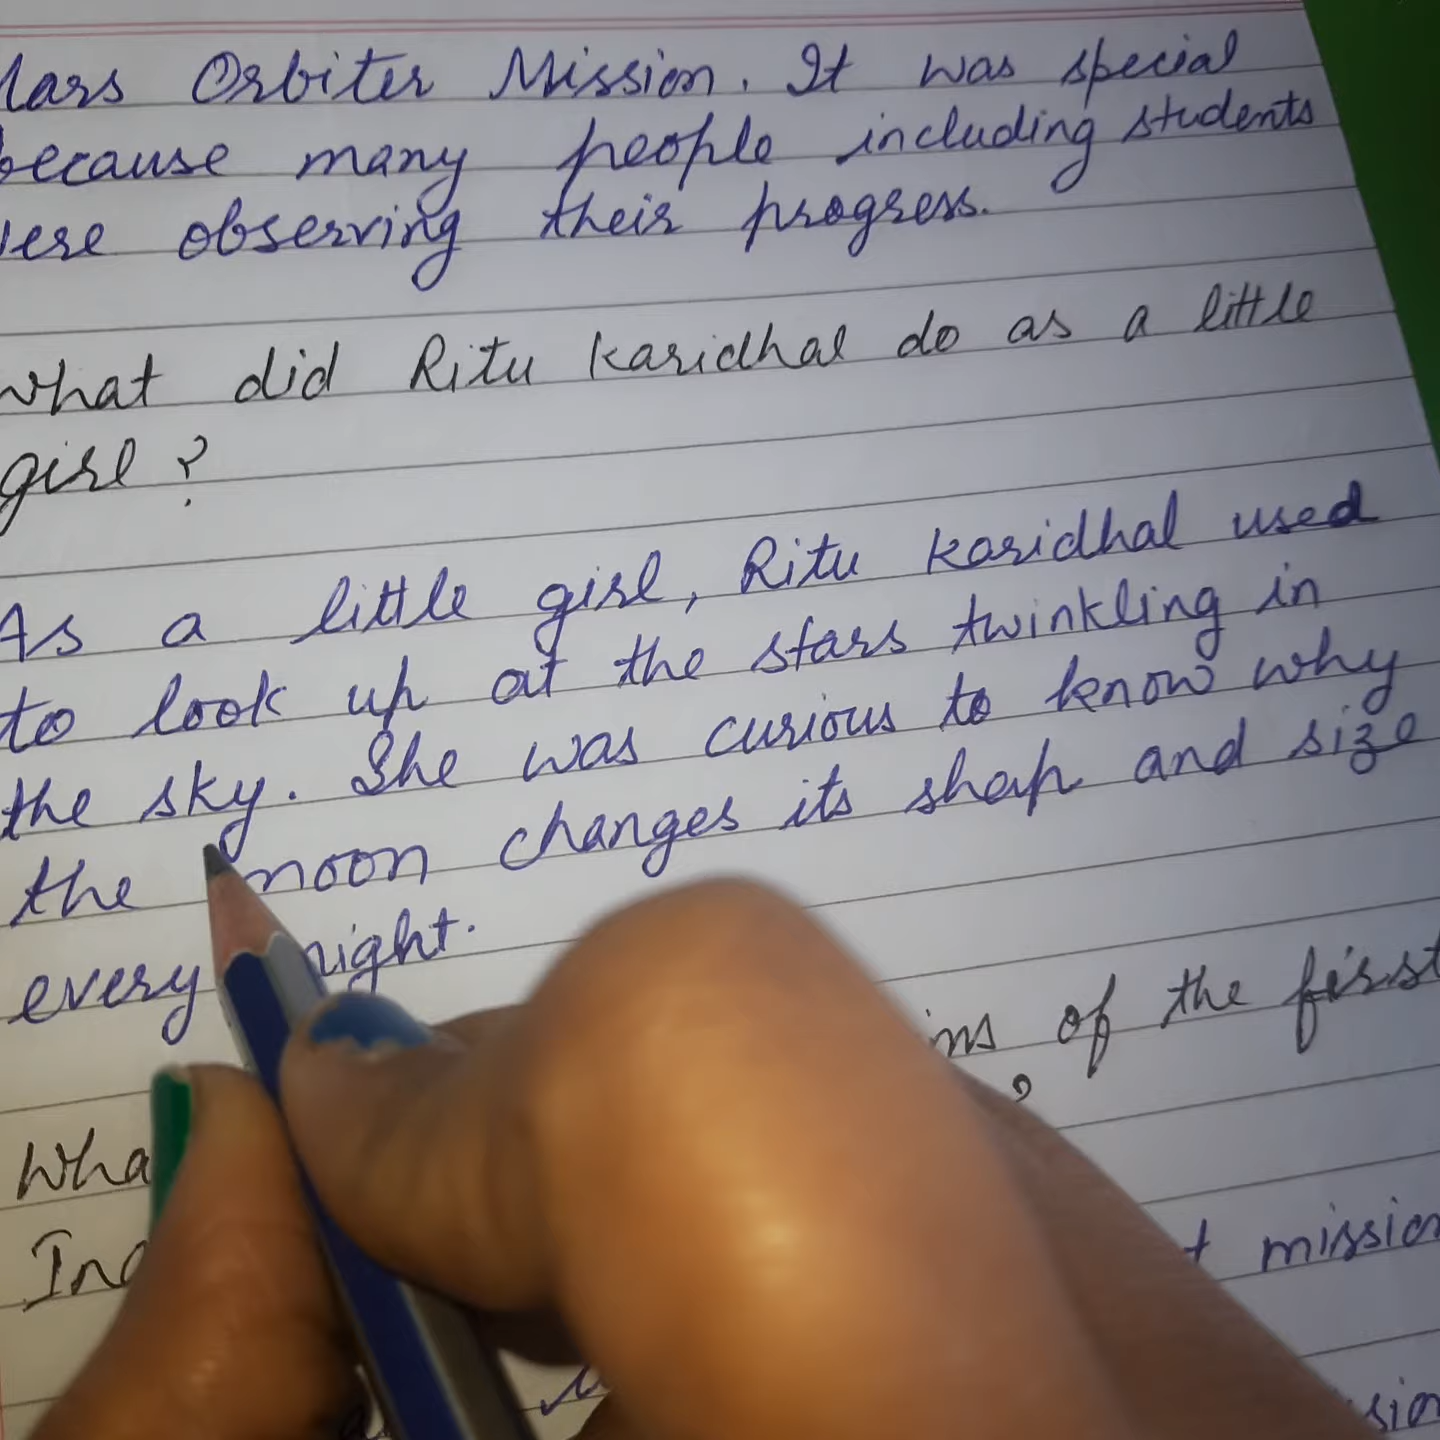 Mars Orbiter Mission. It was special
because many people including students
were observing their progress.
What did Ritu Karidhal do as a little
girl?
As a little girl, Ritu Karidhal used
to look up at the stars twinkling in
the sky. She was curious to know why
the moon changes its shap and size
every night.
of the first
?
mission